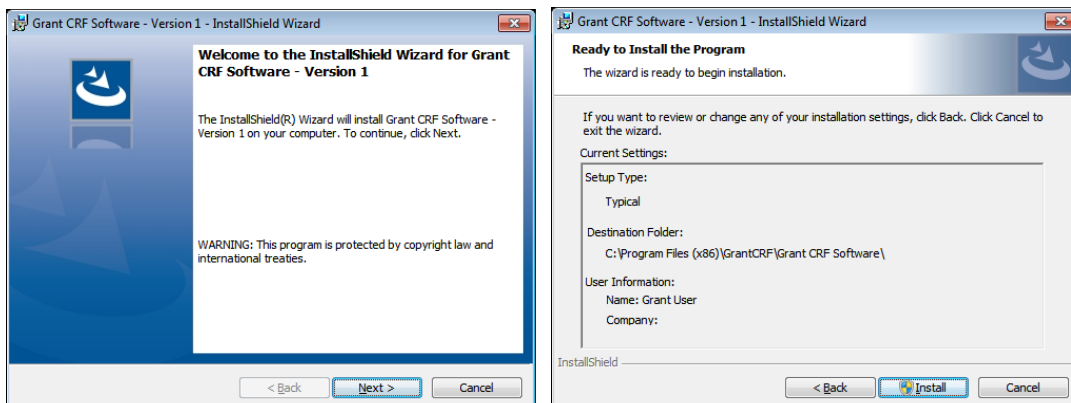 Grant CRF Software - Version 1 - InstallShield Wizard
Welcome to the InstallShield Wizard for Grant
CRF Software - Version 1
The InstallShield(R) Wizard will install Grant CRF Software -
Version 1 on your computer. To continue, click Next.
WARNING: This program is protected by copyright law and
international treaties.
< Back
Next >
Cancel
Grant CRF Software - Version 1 - InstallShield Wizard
Ready to Install the Program
The wizard is ready to begin installation.
If you want to review or change any of your installation settings, click Back. Click Cancel to
exit the wizard.
Current Settings:
Setup Type:
Typical
Destination Folder:
C:\Program Files (x86)\GrantCRF\Grant CRF Software\
User Information:
Name: Grant User
Company:
InstallShield
< Back
Install
Cancel